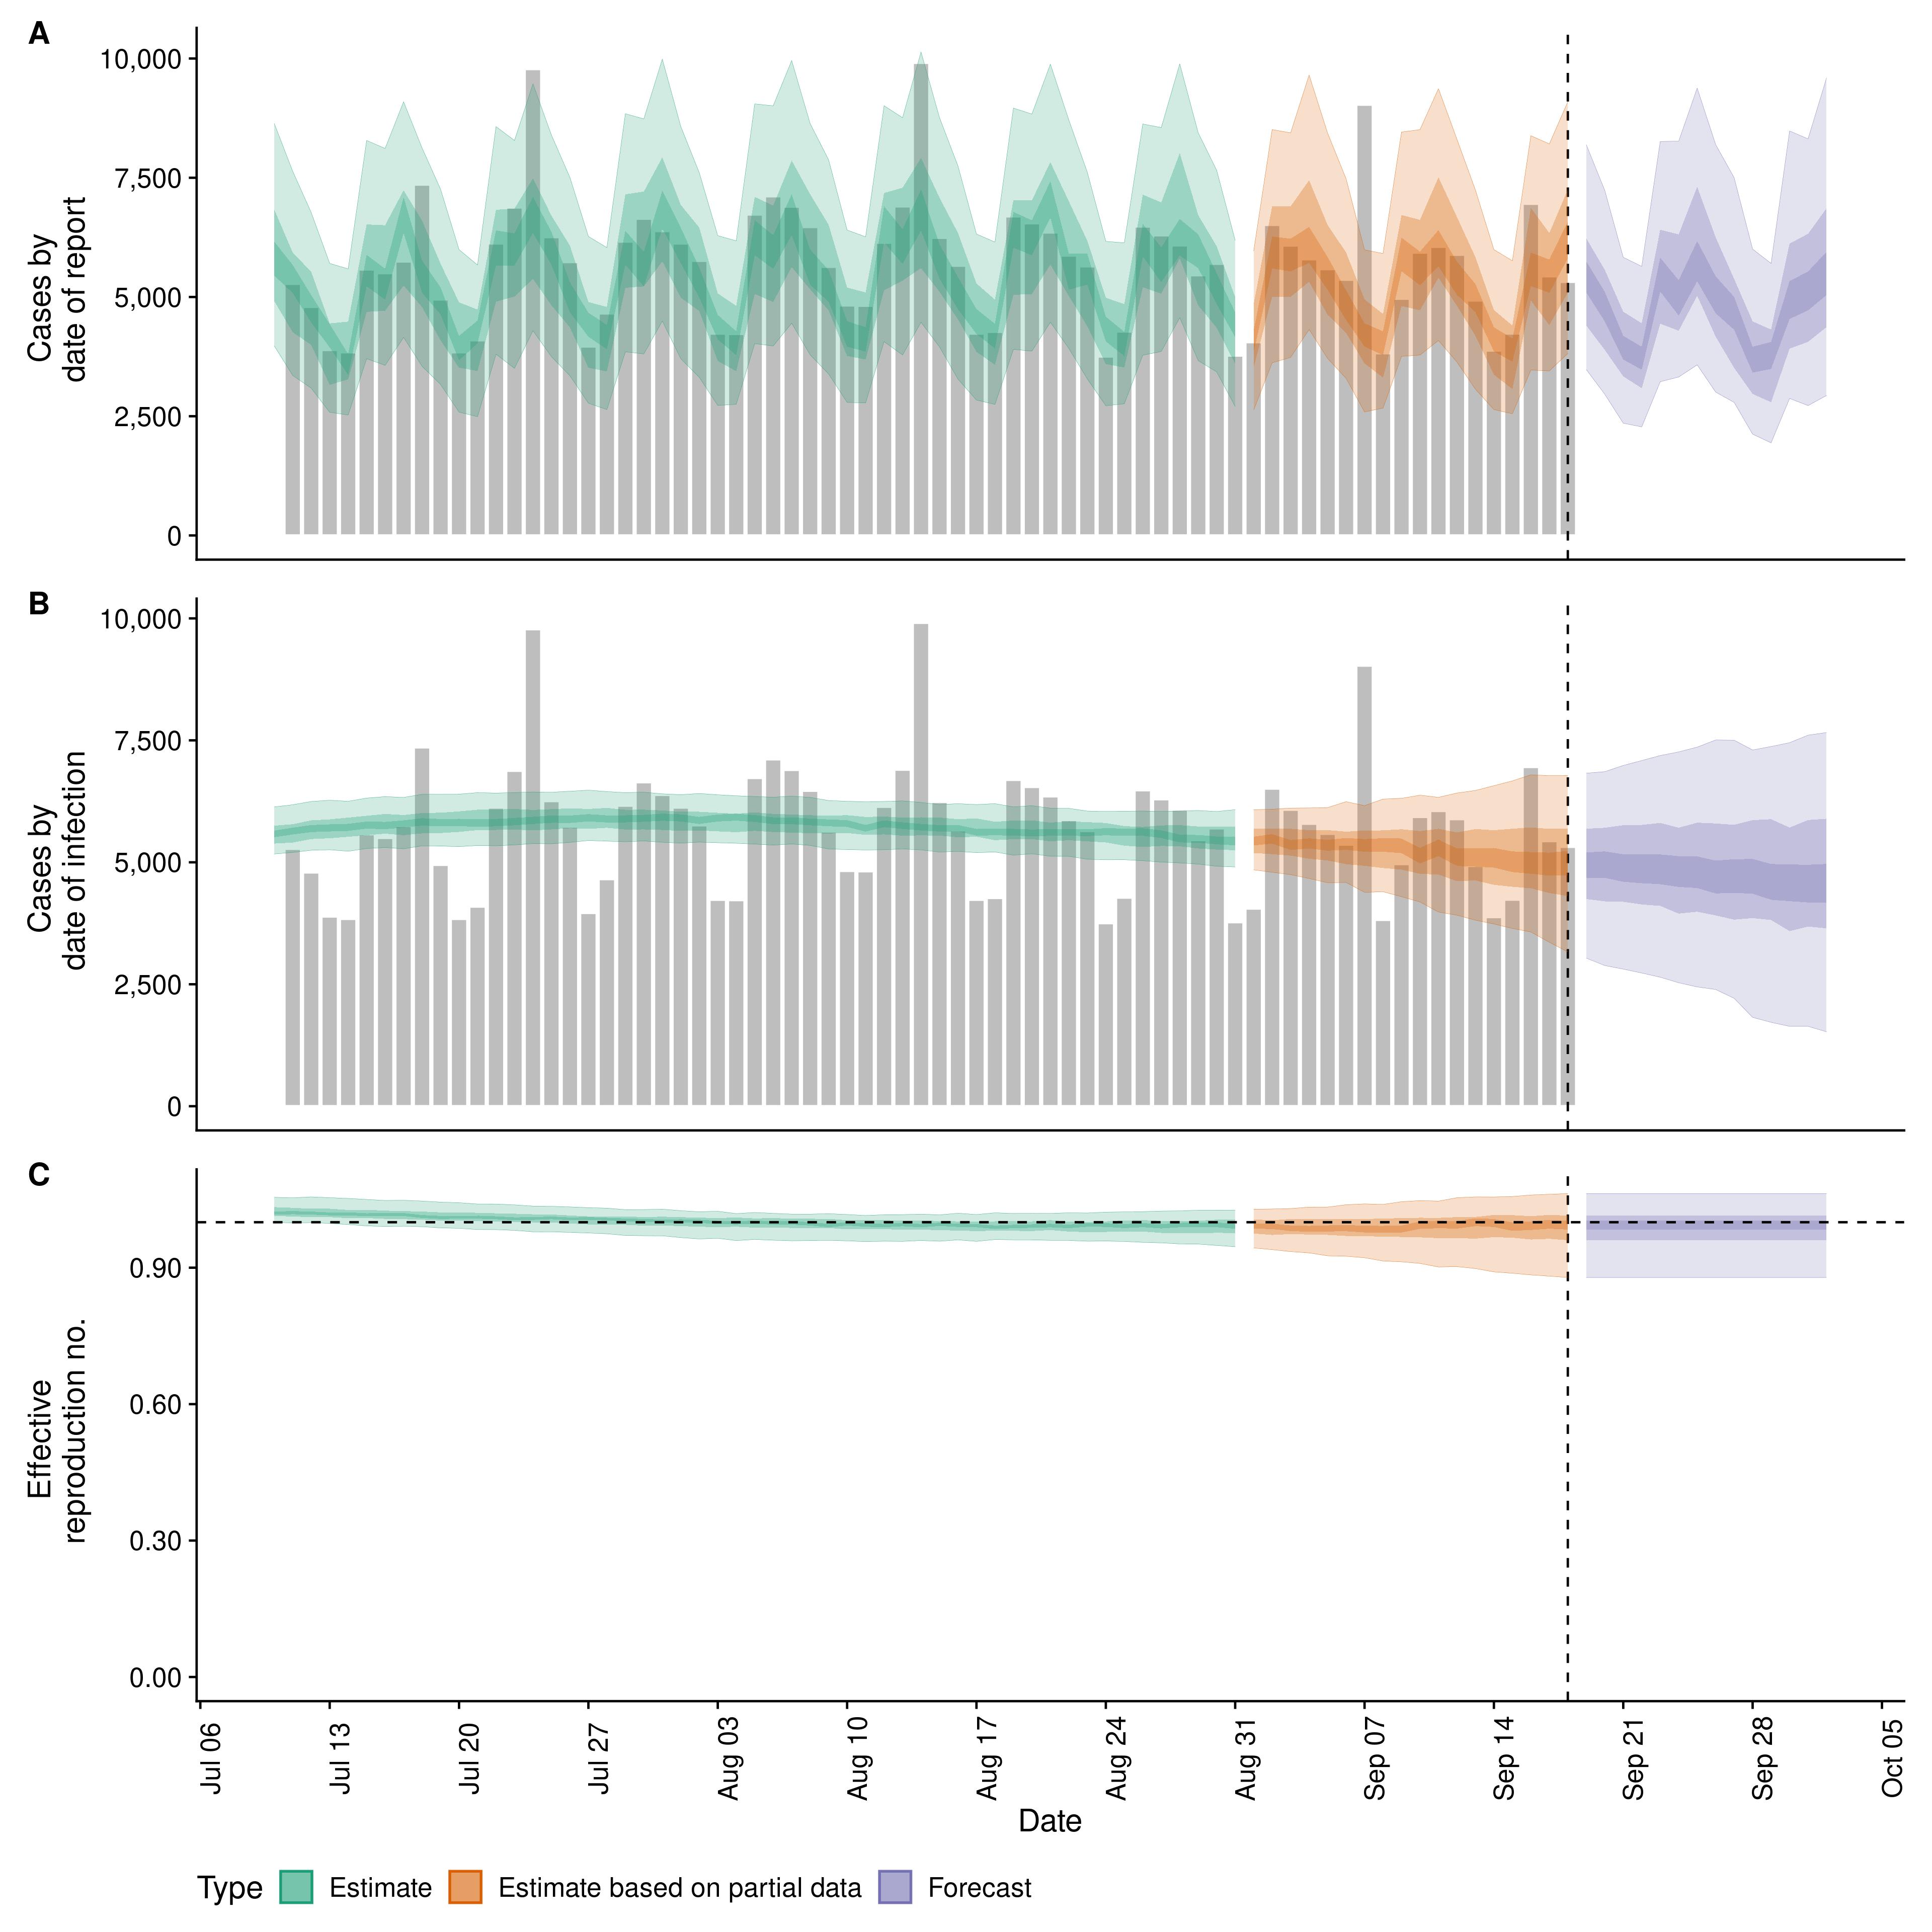 A
Cases by
date of report
10,000
7,500
5,000
2,500
0
B
Cases by
date of infection
10,000
7,500
5,000
2,500
0
C
Effective
reproduction no.
0.90
0.60
0.30
0.00
Jul 06
Jul 13
Jul 20
Jul 27
Aug 03
Aug 10
Aug 17
Aug 24
Aug 31
Sep 07
Sep 14
Sep 21
Sep 28
Oct 05
Date
Type Estimate Estimate based on partial data Forecast